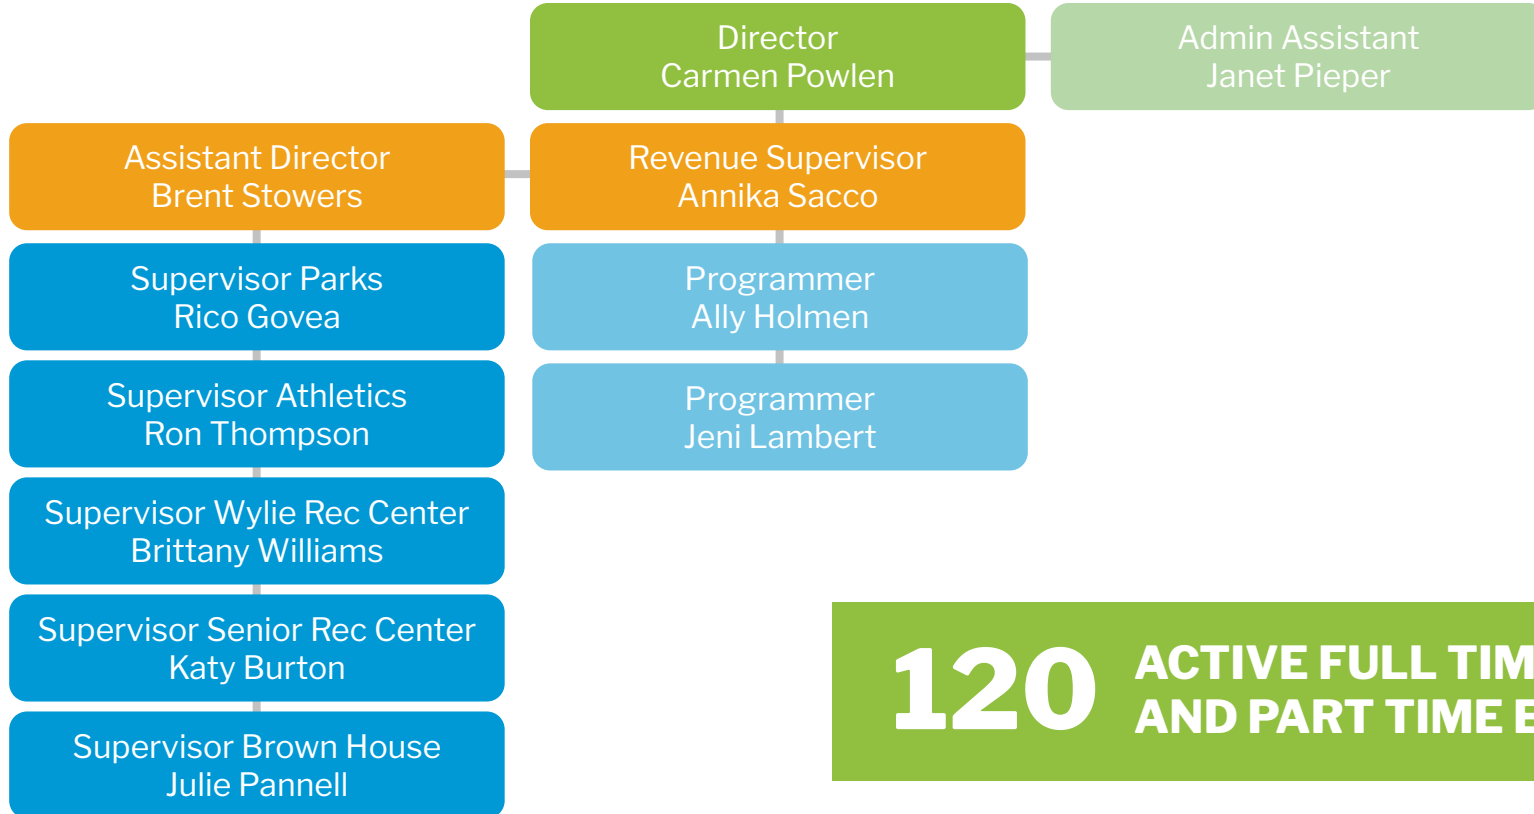 Director
Carmen Powlen
Admin Assistant
Janet Pieper
Assistant Director
Brent Stowers
Revenue Supervisor
Annika Sacco
Supervisor Parks
Rico Govea
Programmer
Ally Holmen
Supervisor Athletics
Ron Thompson
Programmer
Jeni Lambert
Supervisor Wylie Rec Center
Brittany Williams
Supervisor Senior Rec Center
Katy Burton
Supervisor Brown House
Julie Pannell
120
ACTIVE FULL TIM
AND PART TIME E